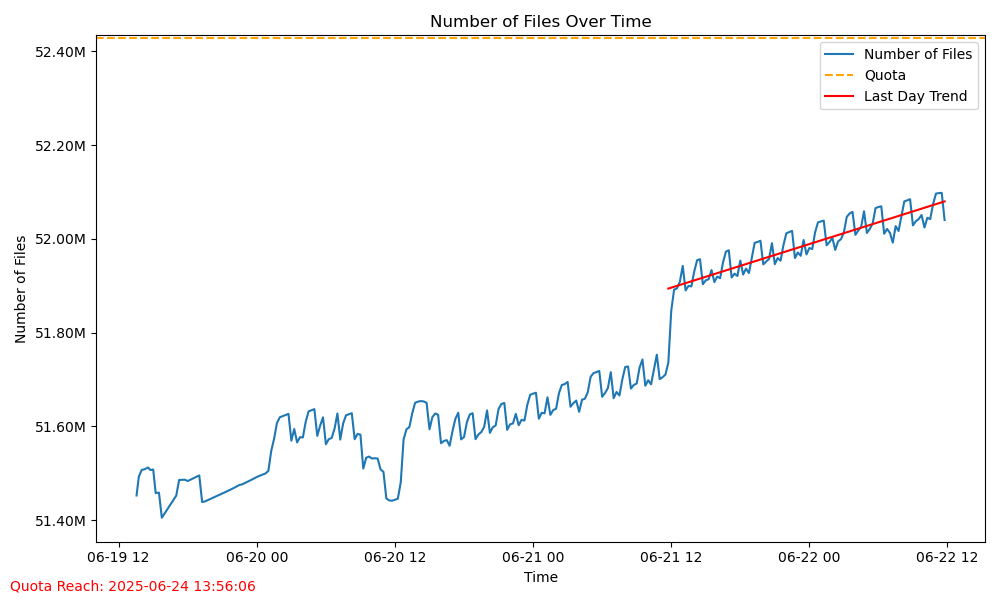 Number of Files Over Time
52.40M
52.20M
52.00M
51.80M
51.60M
51.40M
Number of Files
Number of Files
Quota
Last Day Trend
06-19 12
06-20 00
06-20 12
06-21 00
06-21 12
06-22 00
06-22 12
Time
Quota Reach: 2025-06-24 13:56:06